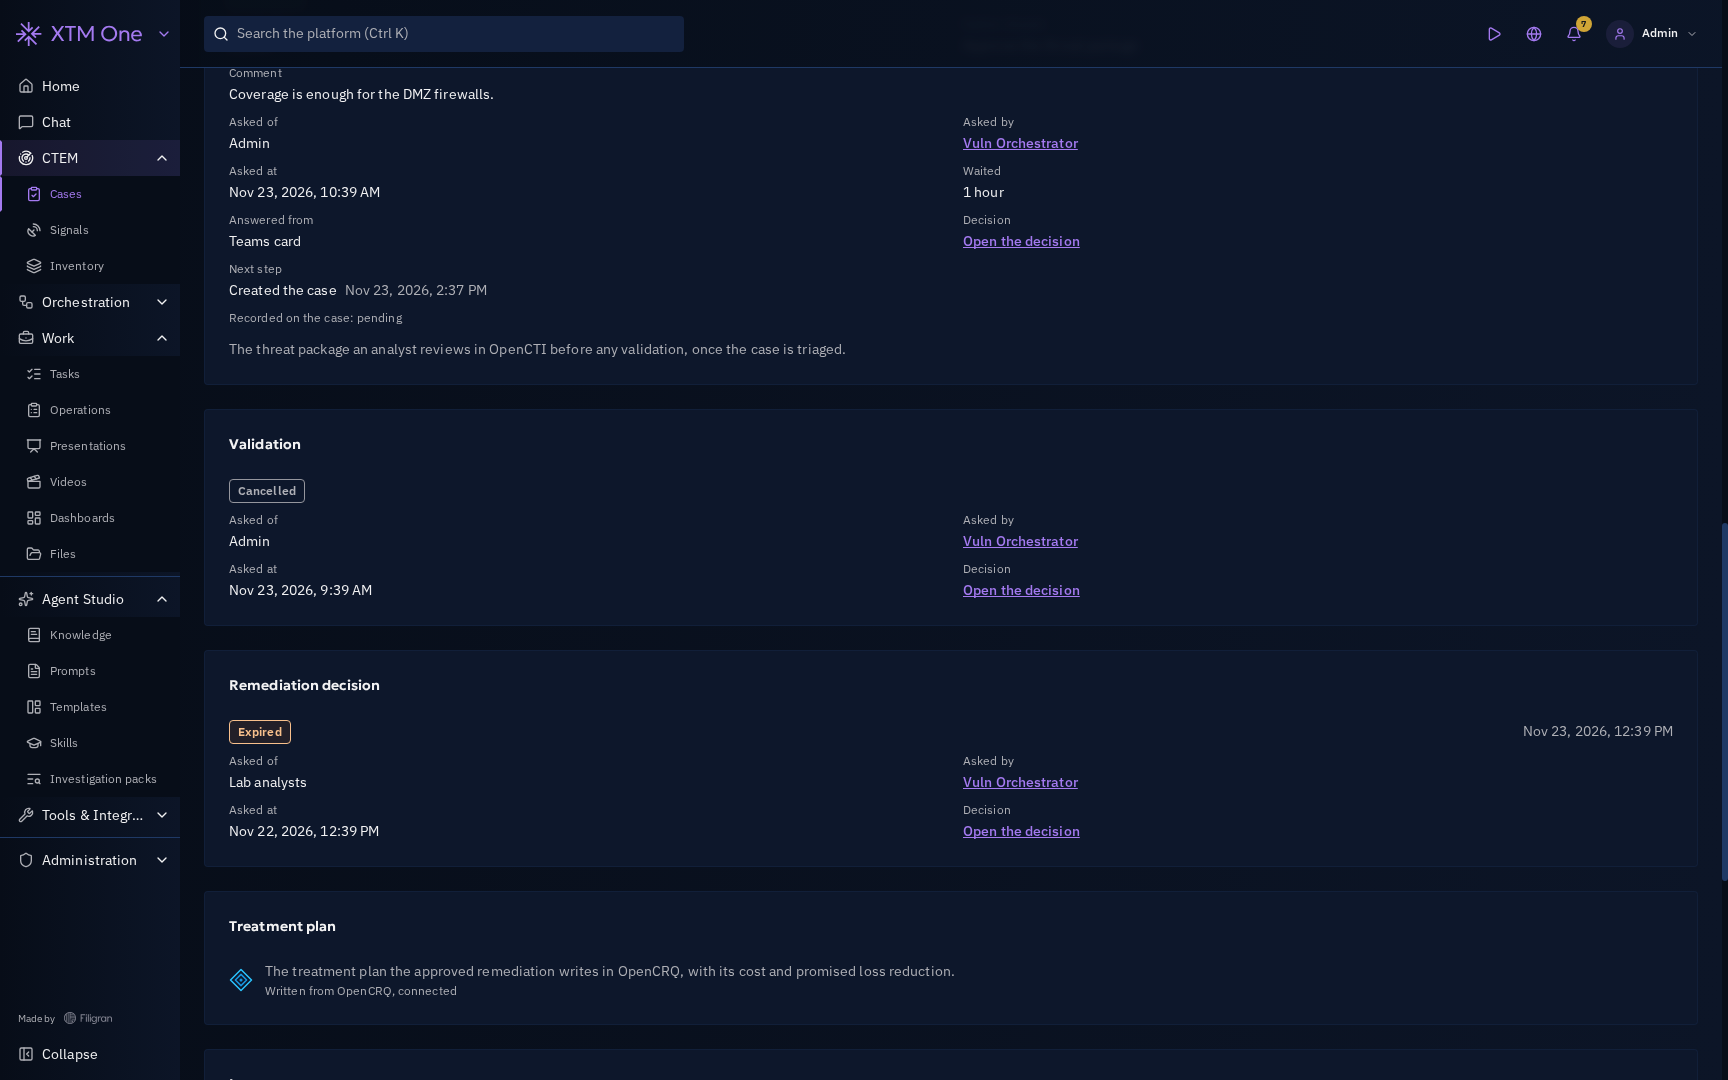 XTM One
Search the platform (Ctrl K)
7
Admin
Home
Chat
CTEM
Cases
Signals
Inventory
Orchestration
Work
Tasks
Operations
Presentations
Videos
Dashboards
Files
Agent Studio
Knowledge
Prompts
Templates
Skills
Investigation packs
Tools & Integr...
Administration
Made by Filigran
Collapse
Comment
Coverage is enough for the DMZ firewalls.
Asked of
Admin
Asked by
Vuln Orchestrator
Asked at
Nov 23, 2026, 10:39 AM
Waited
1 hour
Answered from
Teams card
Decision
Open the decision
Next step
Created the case Nov 23, 2026, 2:37 PM
Recorded on the case: pending
The threat package an analyst reviews in OpenCTI before any validation, once the case is triaged.
Validation
Cancelled
Asked of
Admin
Asked by
Vuln Orchestrator
Asked at
Nov 23, 2026, 9:39 AM
Decision
Open the decision
Remediation decision
Expired
Nov 23, 2026, 12:39 PM
Asked of
Lab analysts
Asked by
Vuln Orchestrator
Asked at
Nov 22, 2026, 12:39 PM
Decision
Open the decision
Treatment plan
The treatment plan the approved remediation writes in OpenCRQ, with its cost and promised loss reduction.
Written from OpenCRQ, connected